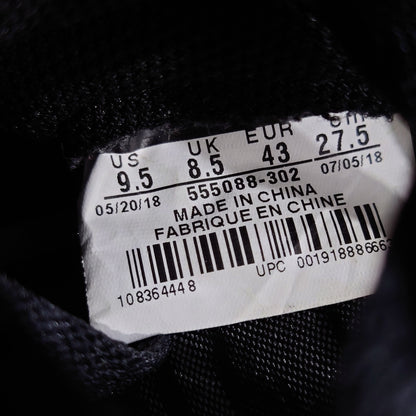 US UK EUR
9.5 8.5 43 27.5
05/20/18 555088-302 07/05/18
MADE IN CHINA
FABRIQUE EN CHINE
108364448 UPC 00191888666